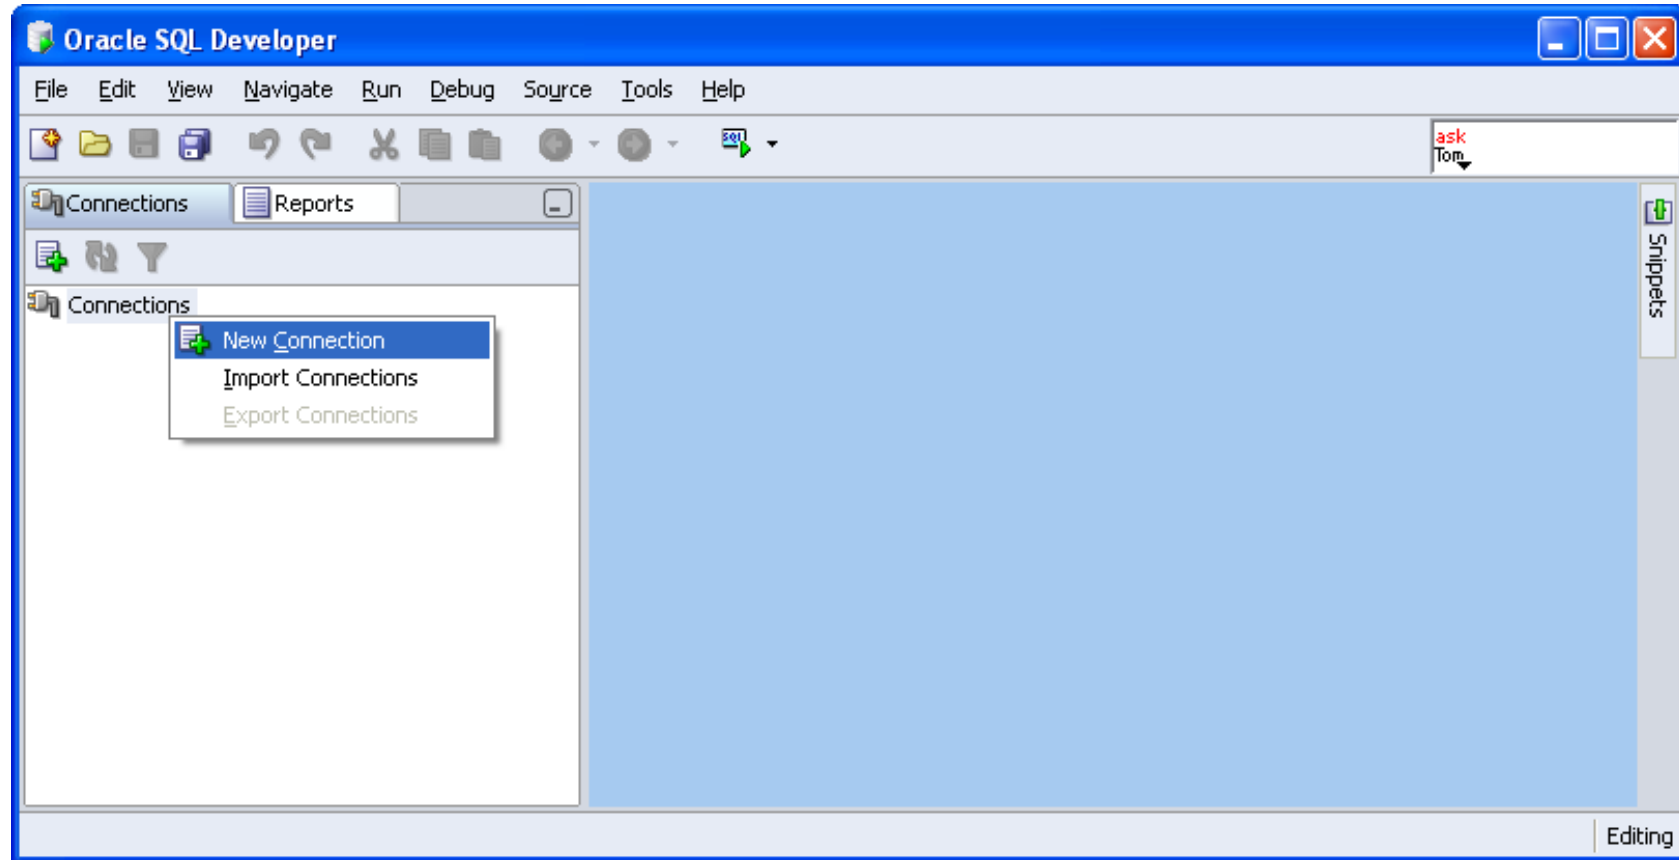 Oracle SQL Developer
File Edit View Navigate Run Debug Source Tools Help
SQL
ask
Tom
Connections Reports
Snippets
Connections
New Connection
Import Connections
Export Connections
Editing